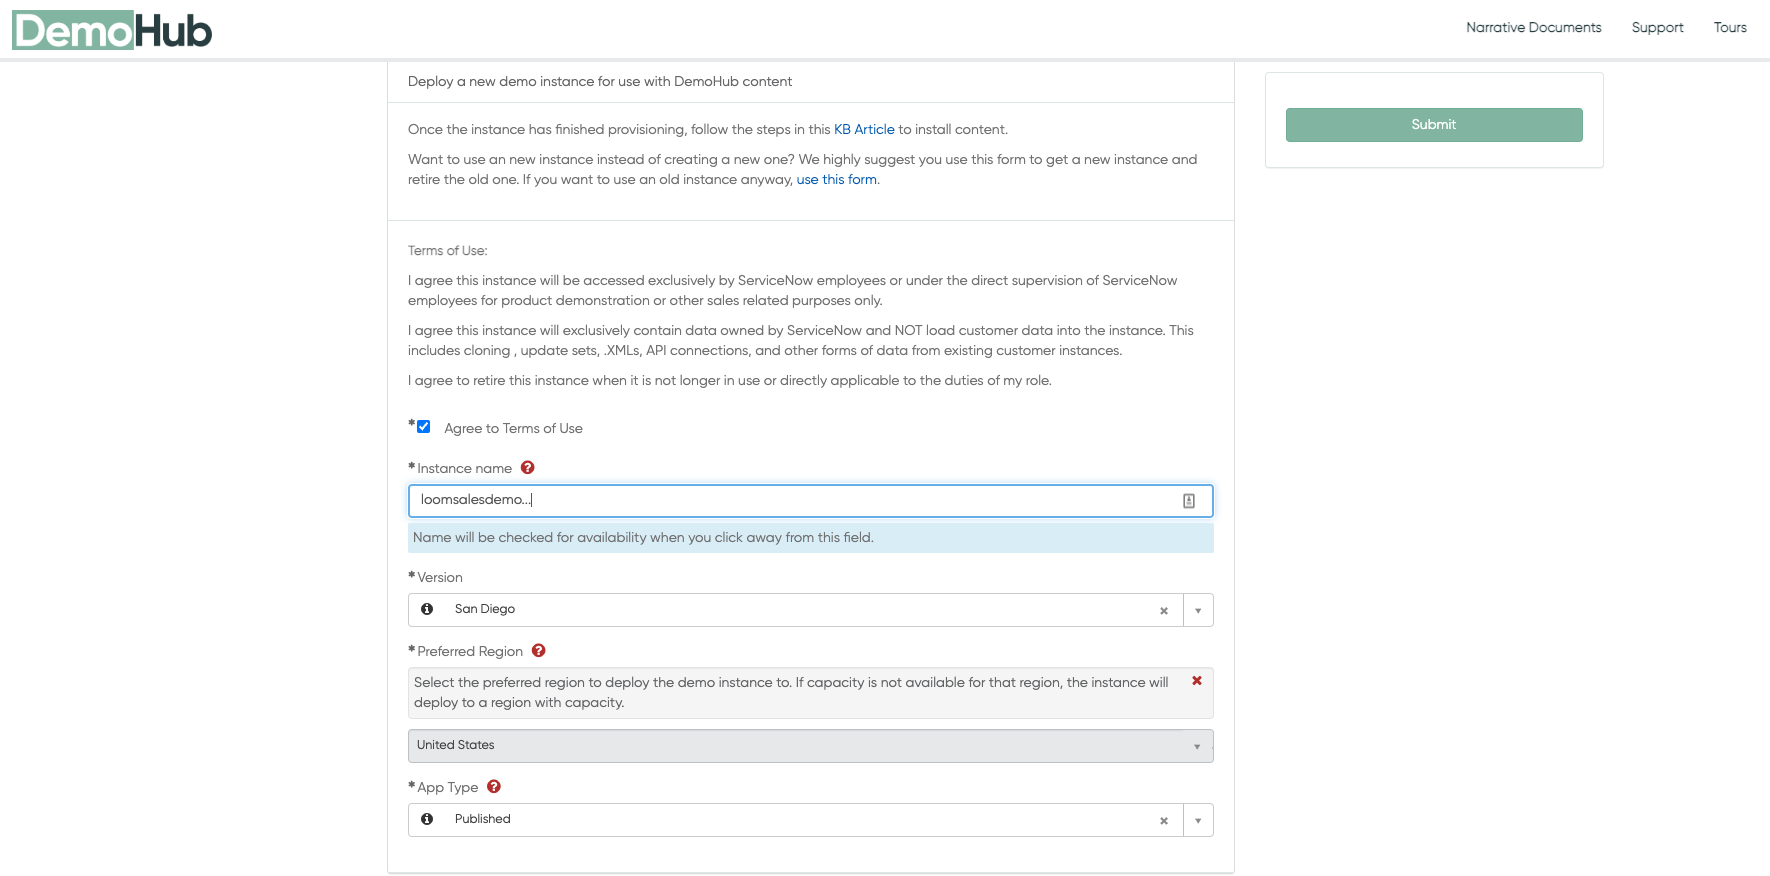 DemoHub
Narrative Documents
Support
Tours
Deploy a new demo instance for use with DemoHub content
Once the instance has finished provisioning, follow the steps in this KB Article to install content.
Want to use an new instance instead of creating a new one? We highly suggest you use this form to get a new instance and
retire the old one. If you want to use an old instance anyway, use this form.
Submit
Terms of Use:
I agree this instance will be accessed exclusively by ServiceNow employees or under the direct supervision of ServiceNow
employees for product demonstration or other sales related purposes only.
I agree this instance will exclusively contain data owned by ServiceNow and NOT load customer data into the instance. This
includes cloning , update sets, .XMLs, API connections, and other forms of data from existing customer instances.
I agree to retire this instance when it is not longer in use or directly applicable to the duties of my role.
* Agree to Terms of Use
* Instance name
loomsalesdemo...
Name will be checked for availability when you click away from this field.
* Version
San Diego
* Preferred Region
Select the preferred region to deploy the demo instance to. If capacity is not available for that region, the instance will
deploy to a region with capacity.
United States
* App Type
Published